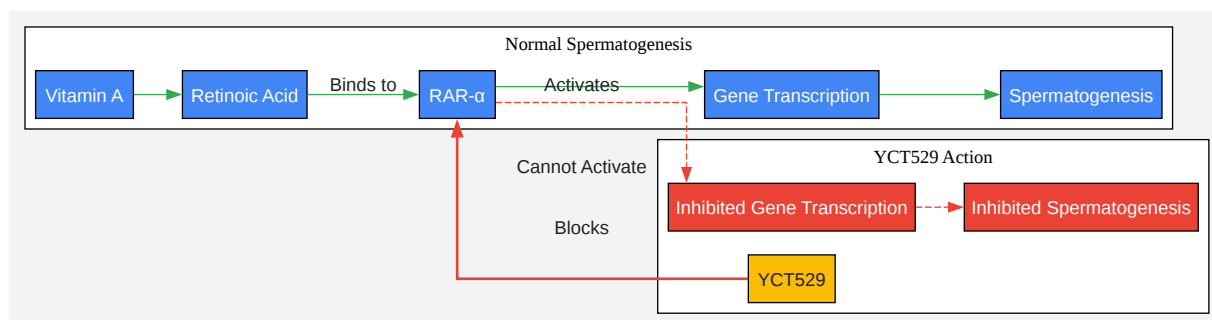 Normal Spermatogenesis
Vitamin A
Retinoic Acid
Binds to
RAR-α
Activates
Gene Transcription
Spermatogenesis
YCT529 Action
Cannot Activate
Inhibited Gene Transcription
Inhibited Spermatogenesis
Blocks
YCT529